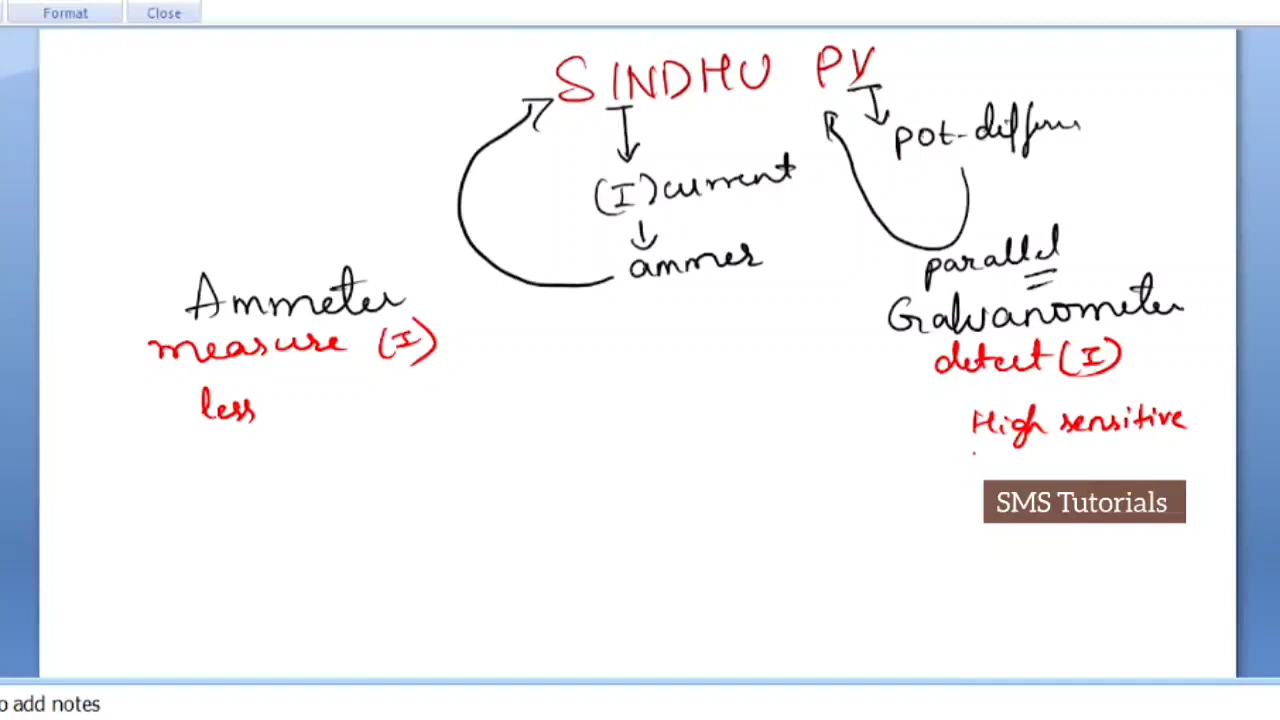 Format Close
SINDHU PV
pot-differn
(I) current
ammer
parallel
Ammeter
Galvanometer
measure (I)
detect (I)
less
High sensitive
SMS Tutorials
o add notes